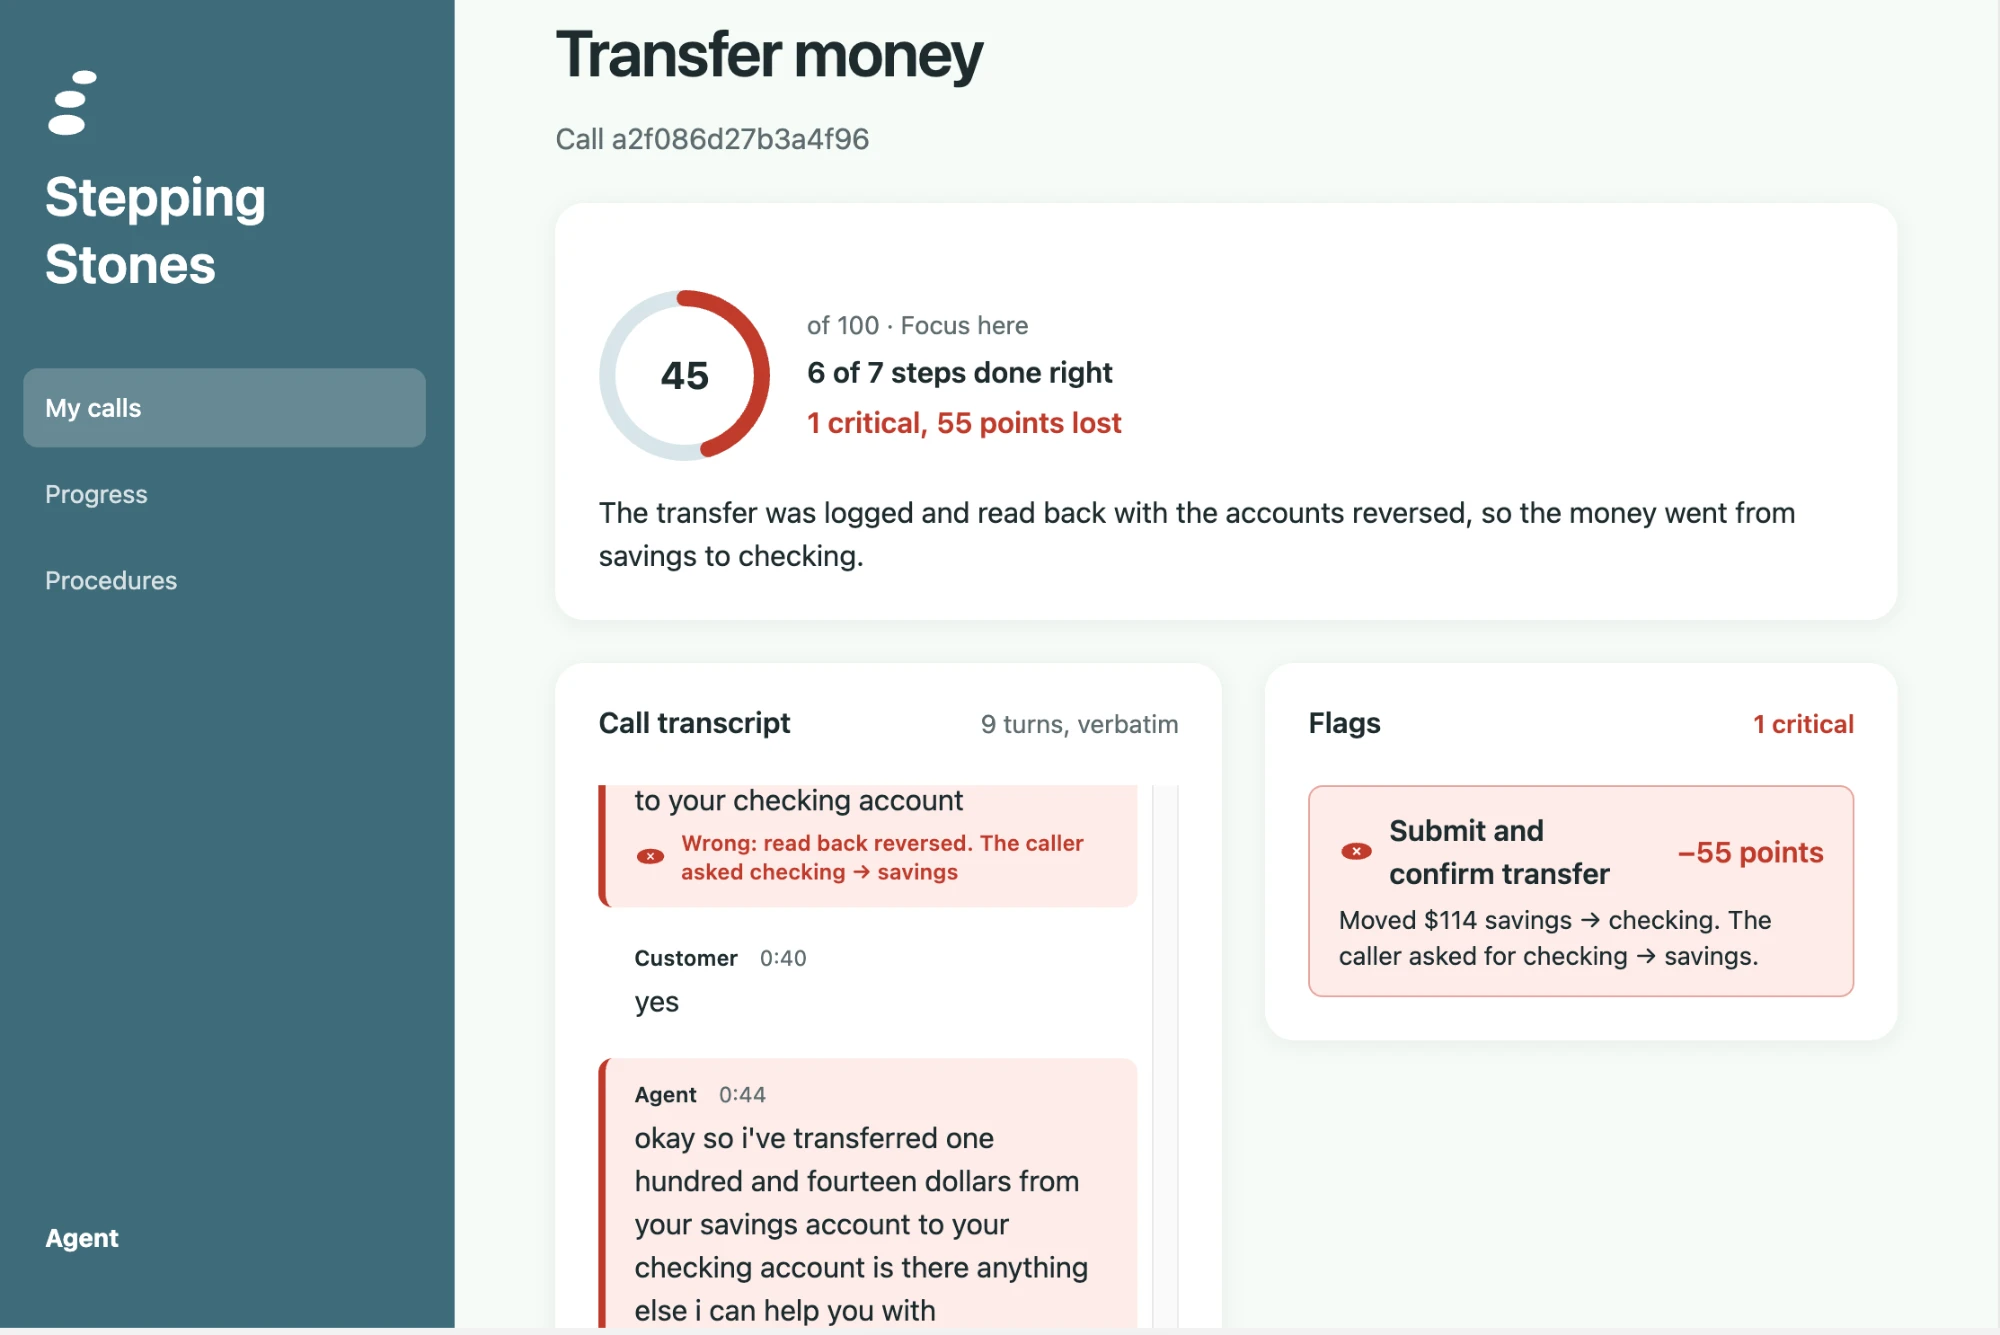 Stepping
Stones
My calls
Progress
Procedures
Agent
Transfer money
Call a2f086d27b3a4f96
45
of 100 · Focus here
6 of 7 steps done right
1 critical, 55 points lost
The transfer was logged and read back with the accounts reversed, so the money went from
savings to checking.
Call transcript
9 turns, verbatim
to your checking account
Wrong: read back reversed. The caller
asked checking → savings
Customer 0:40
yes
Agent 0:44
okay so i've transferred one
hundred and fourteen dollars from
your savings account to your
checking account is there anything
else i can help you with
Flags
1 critical
Submit and
confirm transfer
−55 points
Moved $114 savings → checking. The
caller asked for checking → savings.